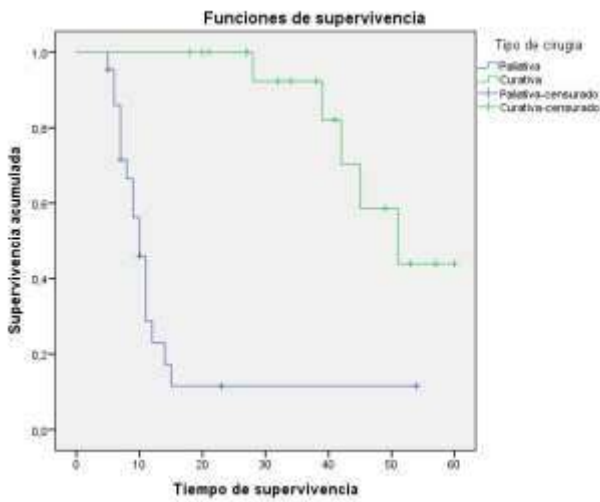 Funciones de supervivencia
Tipo de cirugía
Paliativa
Curativa
Paliativa-censurado
Curativa-censurado
Supervivencia acumulada
1,0
0,8
0,6
0,4
0,2
0,0
0 10 20 30 40 50 60
Tiempo de supervivencia